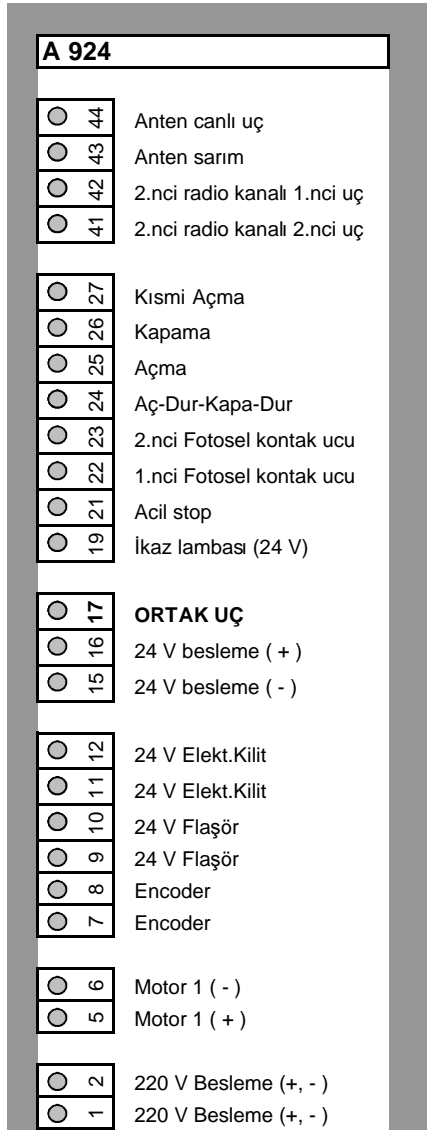 A 924
44 Anten canlı uç
43 Anten sarım
42 2.nci radio kanalı 1.nci uç
41 2.nci radio kanalı 2.nci uç
27 Kısmi Açma
26 Kapama
25 Açma
24 Aç-Dur-Kapa-Dur
23 2.nci Fotosel kontak ucu
22 1.nci Fotosel kontak ucu
21 Acil stop
19 İkaz lambası (24 V)
17 ORTAK UÇ
16 24 V besleme ( + )
15 24 V besleme ( - )
12 24 V Elekt.Kilit
11 24 V Elekt.Kilit
10 24 V Flaşör
9 24 V Flaşör
8 Encoder
7 Encoder
6 Motor 1 ( - )
5 Motor 1 ( + )
2 220 V Besleme (+, - )
1 220 V Besleme (+, - )